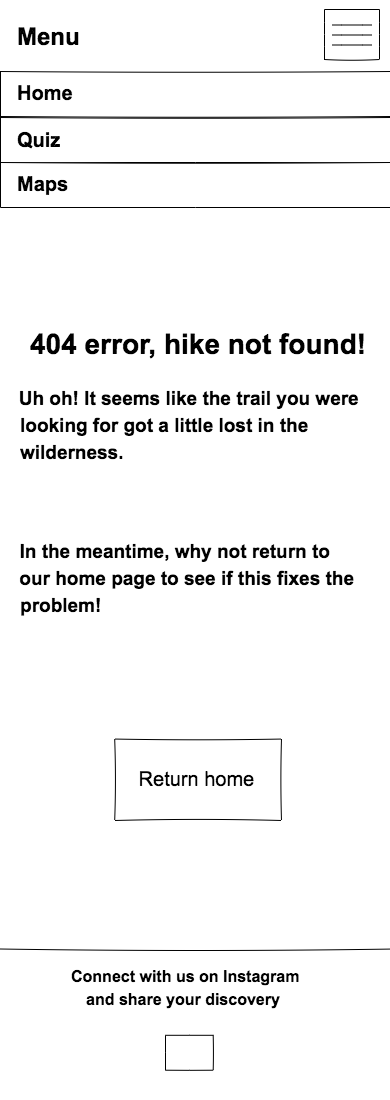 Menu
Home
Quiz
Maps
404 error, hike not found!
Uh oh! It seems like the trail you were
looking for got a little lost in the
wilderness.
In the meantime, why not return to
our home page to see if this fixes the
problem!
Return home
Connect with us on Instagram
and share your discovery